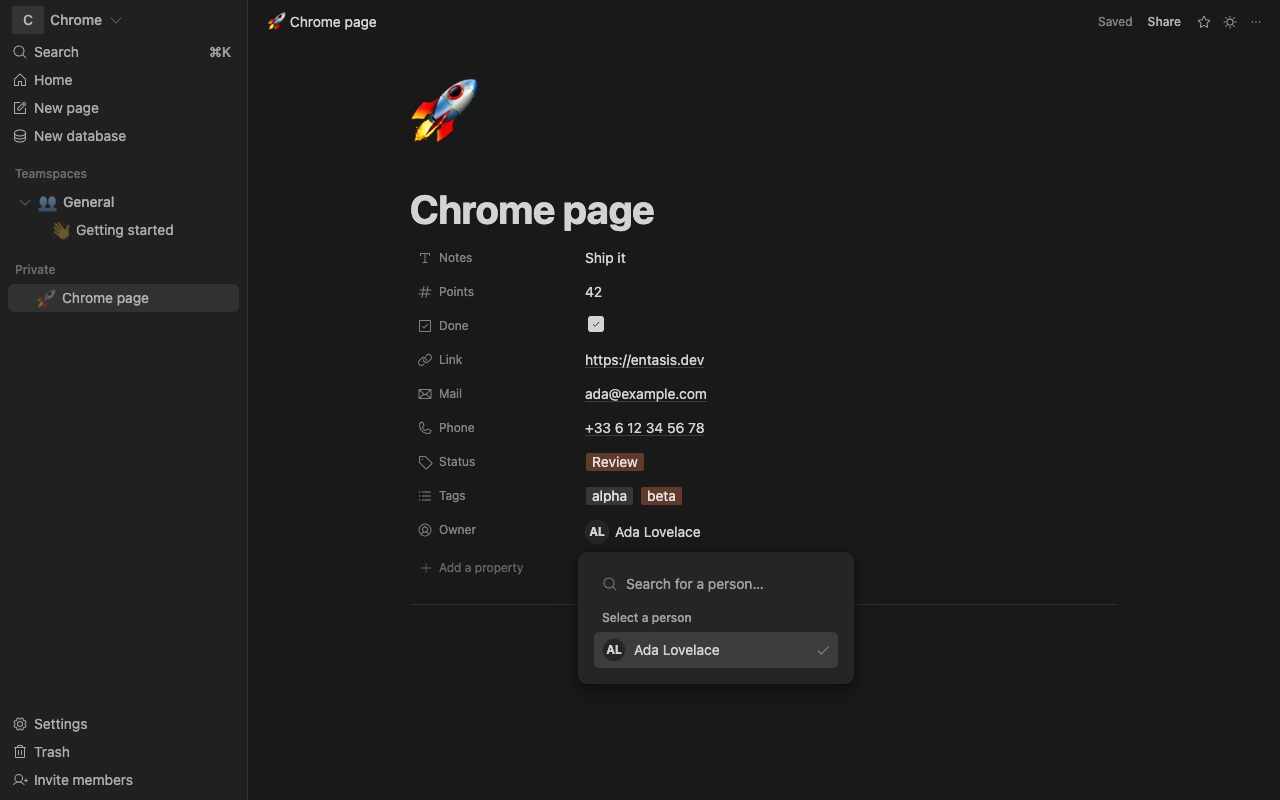 C Chrome
Search ⌘K
Home
New page
New database
Teamspaces
General
Getting started
Private
Chrome page
Settings
Trash
Invite members
Chrome page
Saved Share
Chrome page
Notes Ship it
Points 42
Done
Link https://entasis.dev
Mail ada@example.com
Phone +33 6 12 34 56 78
Status Review
Tags alpha beta
Owner AL Ada Lovelace
Add a property
Search for a person...
Select a person
AL Ada Lovelace